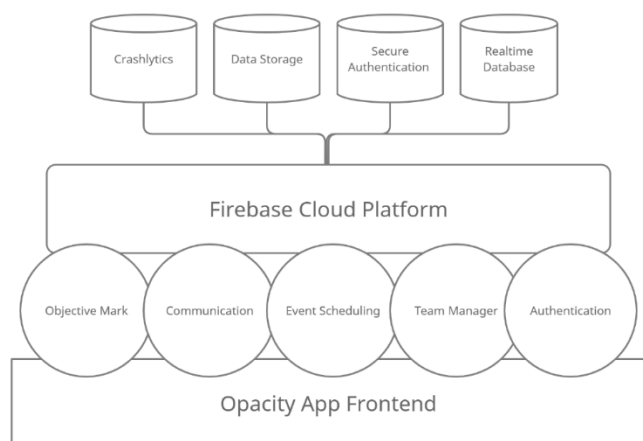 Crashlytics
Data Storage
Secure
Authentication
Realtime
Database
Firebase Cloud Platform
Objective Mark
Communication
Event Scheduling
Team Manager
Authentication
Opacity App Frontend